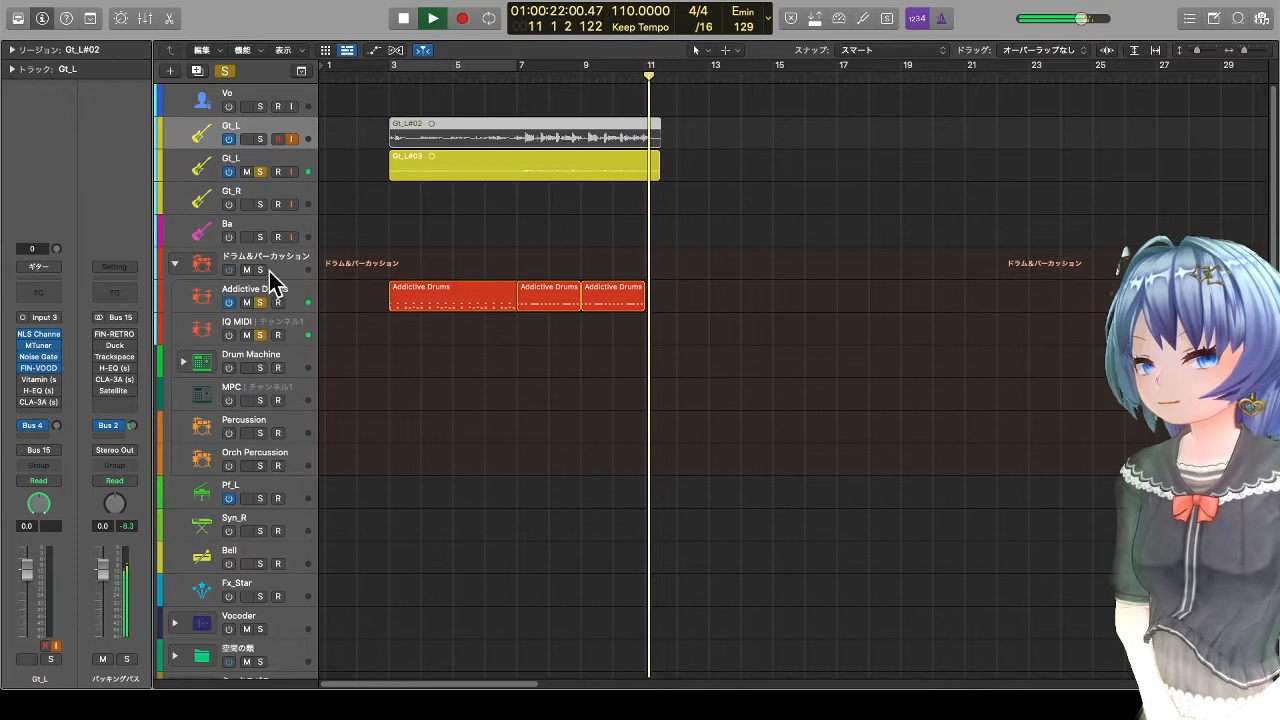 01:00:22:00.47
110.0000
4/4
Emin
11 1 2 122
Keep Tempo
/16
129
1234
リージョン: Gt_L#02
編集
機能
表示
スナップ:
スマート
ドラッグ:
オーバーラップなし
トラック: Gt_L
S
1
3
5
7
9
11
13
15
17
19
21
23
25
27
29
Vo
S R I
Gt_L
S R I
Gt_L#02
Gt_L
M S R I
Gt_L#03
Gt_R
S R I
Ba
S R I
ドラム&パーカッション
M S
ドラム&パーカッション
ドラム&パーカッション
Addictive
M S R
Addictive Drums
Addictive Drums
Addictive Drums
IQ MIDI | チャンネル1
M S R
Drum Machine
S R
MPC | チャンネル1
S R
Percussion
S R
Orch Percussion
S R
Pf_L
S R
Syn_R
S R
Bell
S R
Fx_Star
S R
Vocoder
M S
空間の類
M S
0
ギター
Setting
EQ
EQ
Input 3
Bus 15
NLS Channe
MTuner
Noise Gate
FIN-VOOD
Vitamin (s
H-EQ (s)
CLA-3A (s)
FIN-RETRO
Duck
Trackspace
H-EQ (s)
CLA-3A (s)
Satellite
Bus 4
Bus 2
Bus 15
Stereo Out
Group
Group
Read
Read
0.0
0.0
-8.3
R I
S
M S
Gt_L
バッキングバス